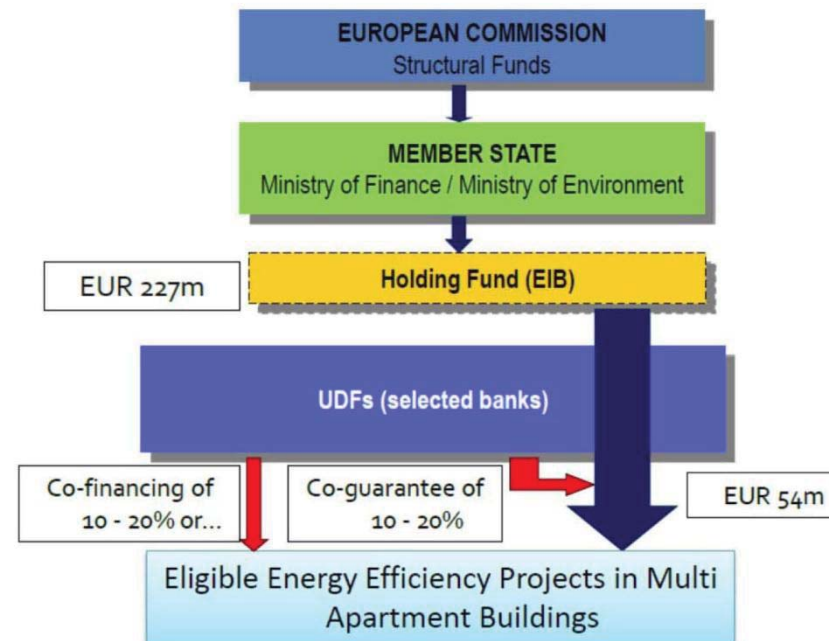 EUROPEAN COMMISSION
Structural Funds
MEMBER STATE
Ministry of Finance / Ministry of Environment
EUR 227m
Holding Fund (EIB)
UDFs (selected banks)
Co-financing of
10 - 20% or...
Co-guarantee of
10 - 20%
EUR 54m
Eligible Energy Efficiency Projects in Multi
Apartment Buildings